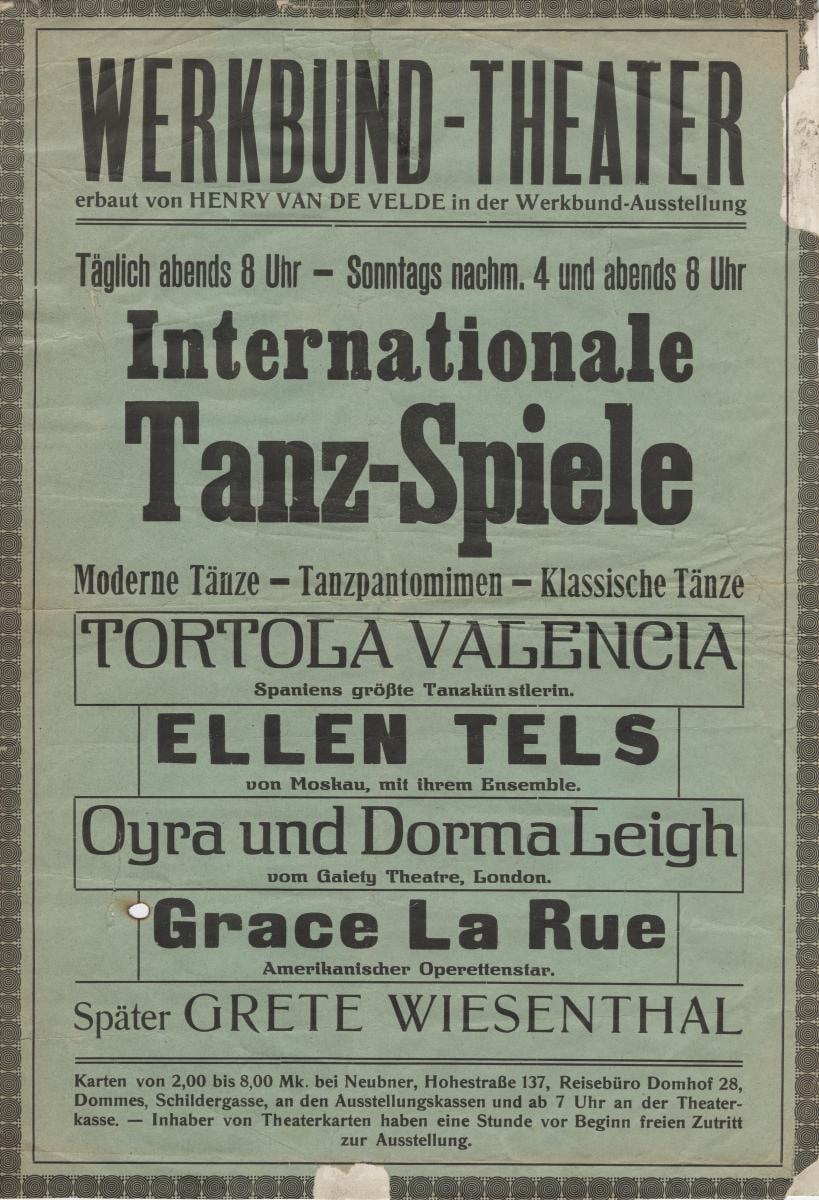 WERKBUND-THEATER
erbaut von HENRY VAN DE VELDE in der Werkbund-Ausstellung
Täglich abends 8 Uhr — Sonntags nachm. 4 und abends 8 Uhr
Internationale
Tanz-Spiele
Moderne Tänze — Tanzpantomimen — Klassische Tänze
TORTOLA VALENCIA
Spaniens größte Tanzkünstlerin.
ELLEN TELS
von Moskau, mit ihrem Ensemble.
Oyra und Dorma Leigh
vom Gaiety Theatre, London.
Grace La Rue
Amerikanischer Operettenstar.
Später GRETE WIESENTHAL
Karten von 2,00 bis 8,00 Mk. bei Neubner, Hohestraße 137, Reisebüro Domhof 28,
Dommes, Schildergasse, an den Ausstellungskassen und ab 7 Uhr an der Theater-
kasse. — Inhaber von Theaterkarten haben eine Stunde vor Beginn freien Zutritt
zur Ausstellung.